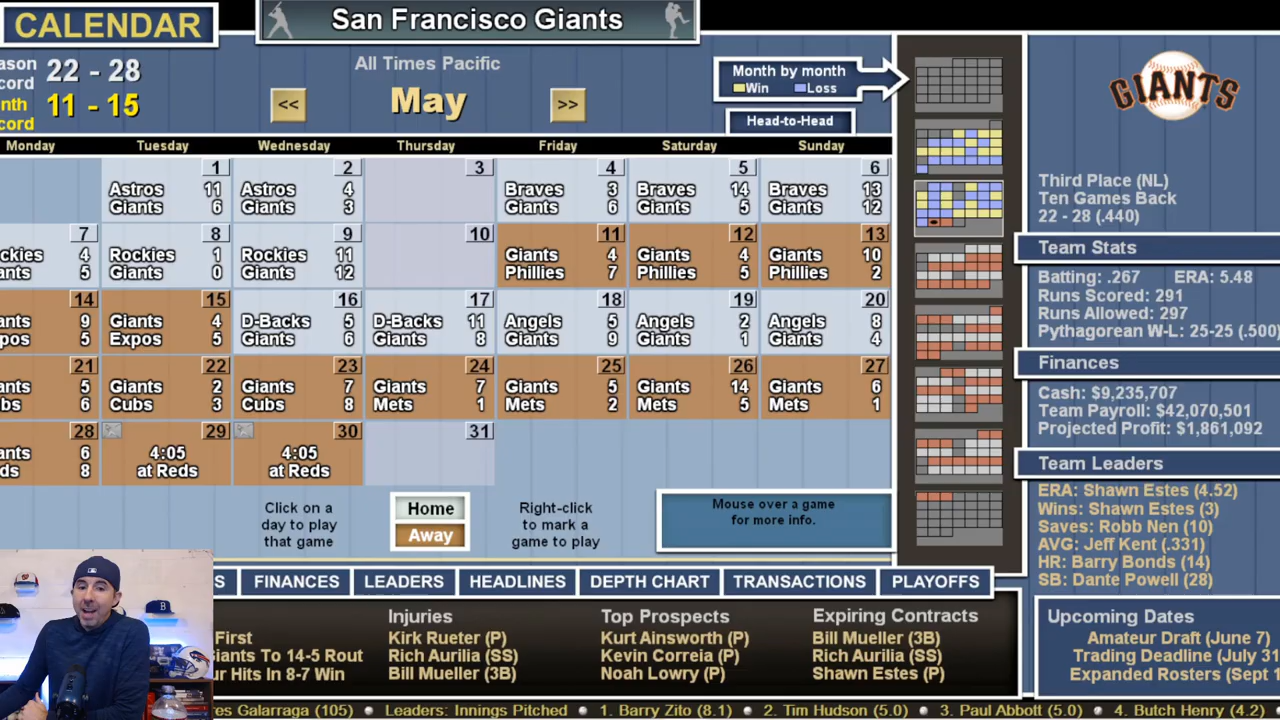 CALENDAR
San Francisco Giants
ason
cord
22 - 28
nth
cord
11 - 15
All Times Pacific
<<
May
>>
Month by month
Win
Loss
Head-to-Head
Monday
Tuesday
Wednesday
Thursday
Friday
Saturday
Sunday
1
Astros 11
Giants 6
2
Astros 4
Giants 3
3
4
Braves 3
Giants 6
5
Braves 14
Giants 5
6
Braves 13
Giants 12
7
ckies 4
ants 5
8
Rockies 1
Giants 0
9
Rockies 11
Giants 12
10
11
Giants 4
Phillies 7
12
Giants 4
Phillies 5
13
Giants 10
Phillies 2
14
ants 9
pos 5
15
Giants 4
Expos 5
16
D-Backs 5
Giants 6
17
D-Backs 11
Giants 8
18
Angels 5
Giants 9
19
Angels 2
Giants 1
20
Angels 8
Giants 4
21
ants 5
bs 6
22
Giants 2
Cubs 3
23
Giants 7
Cubs 8
24
Giants 7
Mets 1
25
Giants 5
Mets 2
26
Giants 14
Mets 5
27
Giants 6
Mets 1
28
ants 6
ds 8
29
4:05
at Reds
30
4:05
at Reds
31
Click on a
day to play
that game
Home
Away
Right-click
to mark a
game to play
Mouse over a game
for more info.
GIANTS
Third Place (NL)
Ten Games Back
22 - 28 (.440)
Team Stats
Batting: .267 ERA: 5.48
Runs Scored: 291
Runs Allowed: 297
Pythagorean W-L: 25-25 (.500)
Finances
Cash: $9,235,707
Team Payroll: $42,070,501
Projected Profit: $1,861,092
Team Leaders
ERA: Shawn Estes (4.52)
Wins: Shawn Estes (3)
Saves: Robb Nen (10)
AVG: Jeff Kent (.331)
HR: Barry Bonds (14)
SB: Dante Powell (28)
S
FINANCES
LEADERS
HEADLINES
DEPTH CHART
TRANSACTIONS
PLAYOFFS
First
iants To 14-5 Rout
r Hits In 8-7 Win
Injuries
Kirk Rueter (P)
Rich Aurilia (SS)
Bill Mueller (3B)
Top Prospects
Kurt Ainsworth (P)
Kevin Correia (P)
Noah Lowry (P)
Expiring Contracts
Bill Mueller (3B)
Rich Aurilia (SS)
Shawn Estes (P)
Upcoming Dates
Amateur Draft (June 7)
Trading Deadline (July 31
Expanded Rosters (Sept 1
res Galarraga (105) Leaders: Innings Pitched 1. Barry Zito (8.1) 2. Tim Hudson (5.0) 3. Paul Abbott (5.0) 4. Butch Henry (4.2)